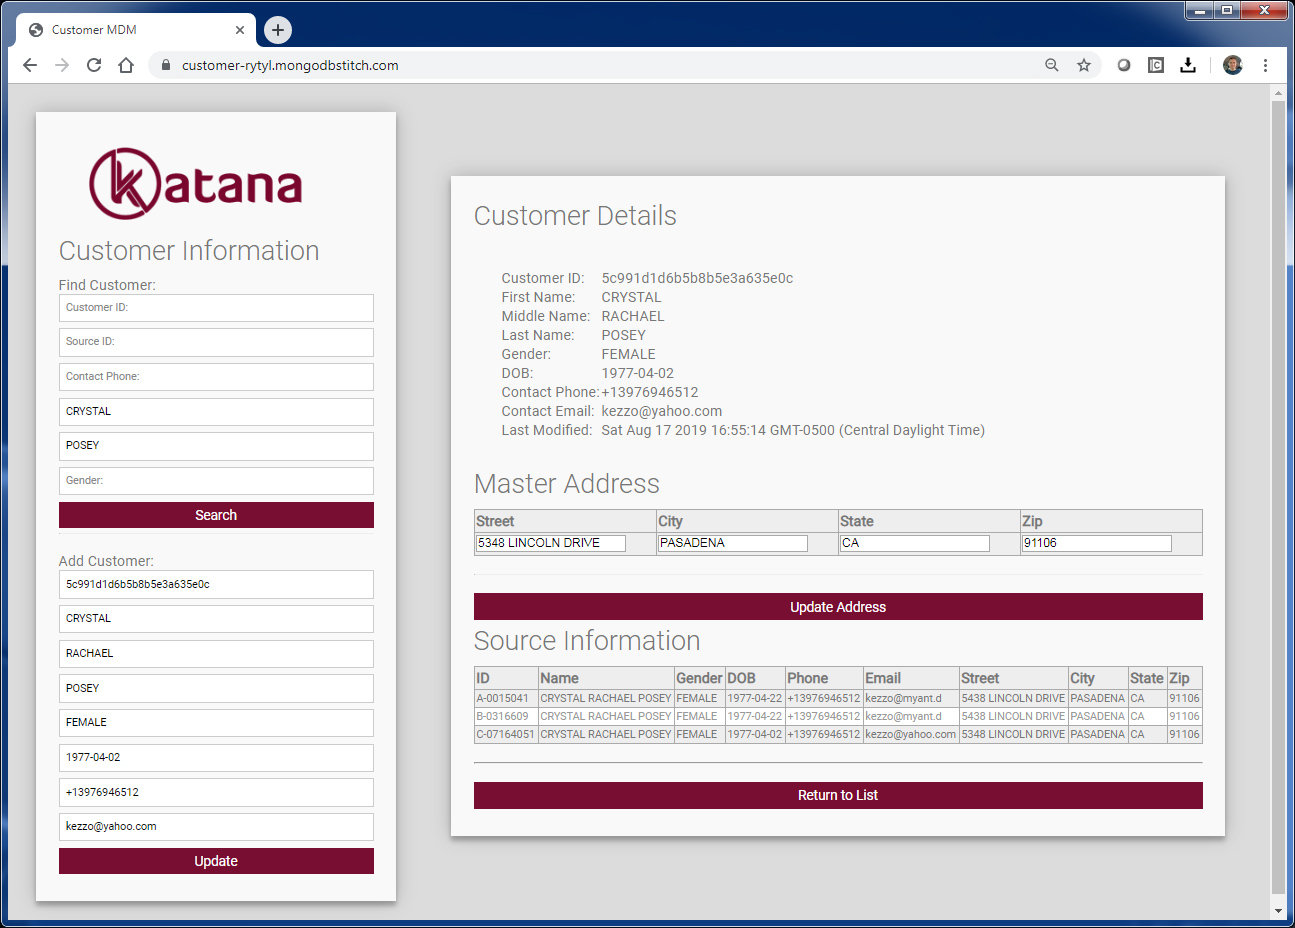 Customer MDM
customer-rytyl.mongodbstitch.com
katana
Customer Information
Find Customer:
Customer ID:
Source ID:
Contact Phone:
CRYSTAL
POSEY
Gender:
Search
Add Customer:
5c991d1d6b5b8b5e3a635e0c
CRYSTAL
RACHAEL
POSEY
FEMALE
1977-04-02
+13976946512
kezzo@yahoo.com
Update
Customer Details
Customer ID: 5c991d1d6b5b8b5e3a635e0c
First Name: CRYSTAL
Middle Name: RACHAEL
Last Name: POSEY
Gender: FEMALE
DOB: 1977-04-02
Contact Phone: +13976946512
Contact Email: kezzo@yahoo.com
Last Modified: Sat Aug 17 2019 16:55:14 GMT-0500 (Central Daylight Time)
Master Address
Street City State Zip
5348 LINCOLN DRIVE PASADENA CA 91106
Update Address
Source Information
ID Name Gender DOB Phone Email Street City State Zip
A-0015041 CRYSTAL RACHAEL POSEY FEMALE 1977-04-22 +13976946512 kezzo@myant.d 5438 LINCOLN DRIVE PASADENA CA 91106
B-0316609 CRYSTAL RACHAEL POSEY FEMALE 1977-04-22 +13976946512 kezzo@myant.d 5438 LINCOLN DRIVE PASADENA CA 91106
C-07164051 CRYSTAL RACHAEL POSEY FEMALE 1977-04-02 +13976946512 kezzo@yahoo.com 5348 LINCOLN DRIVE PASADENA CA 91106
Return to List